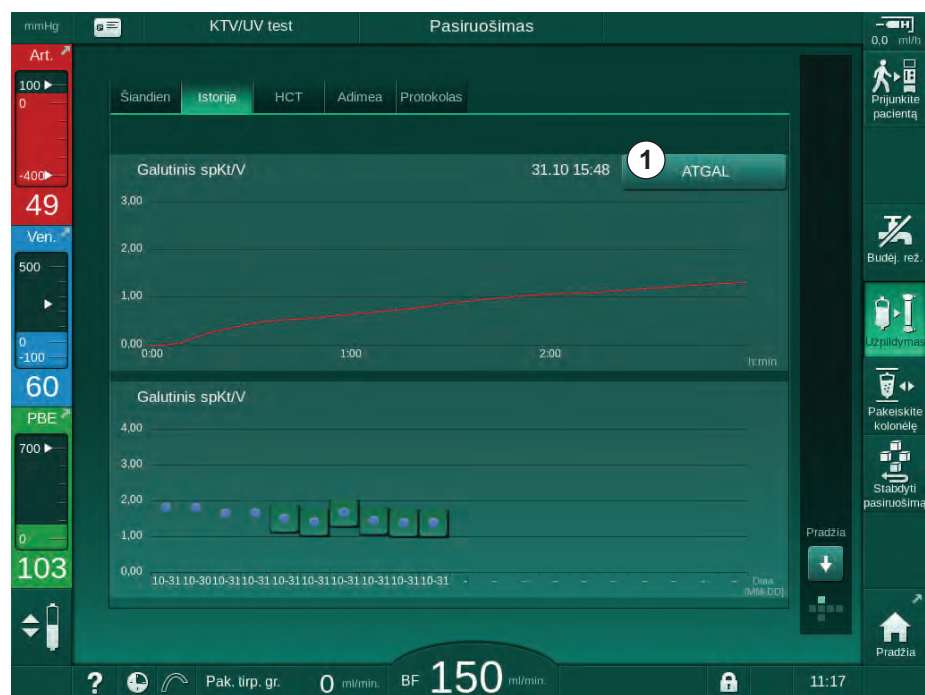 mmHg
KTV/UV test
Pasiruošimas
0,0 ml/h
Art.
100
0
-400
49
Ven.
500
0
-100
60
PBE
700
0
103
Šiandien Istorija HCT Adimea Protokolas
Galutinis spKt/V 31.10 15:48
1
ATGAL
3,00
2,00
1,00
0,00
0:00 1:00 2:00
h:min
Galutinis spKt/V
4,00
3,00
2,00
1,00
0,00
10-31 10-30 10-31 10-31 10-31 10-31 10-31 10-31 10-31 10-31 - - - - - - - - - - Data
[MM-DD]
Pradžia
Prijunkite
pacientą
Budėj. rež.
Užpildymas
Pakeiskite
kolonėlę
Stabdyti
pasiruošimą
Pradžia
? Pak. tirp. gr. 0 ml/min. BF 150 ml/min. 11:17